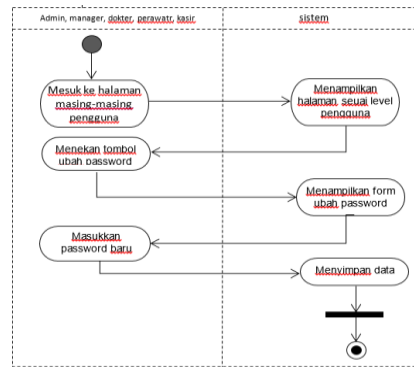 Admin, manager, dokter, perawatr, kasir
sistem
Mesuk ke halaman
masing-masing
pengguna
Menampilkan
halaman seuai level
pengguna
Menekan tombol
ubah password
Menampilkan form
ubah password
Masukkan
password baru
Menyimpan data